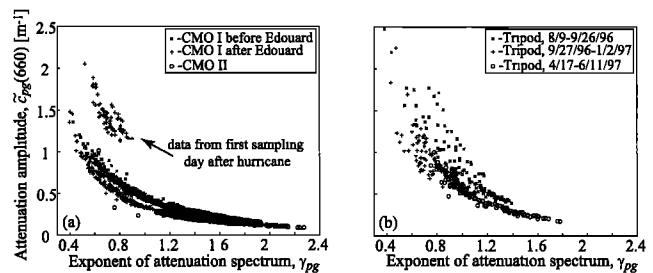 Attenuation amplitude, c̃pg(660) [m-1]
2.5
2
1.5
1
0.5
0
CMO I before Edouard
CMO I after Edouard
CMO II
data from first sampling
day after hurricane
(a)
0.4 0.8 1.2 1.6 2 2.4
Exponent of attenuation spectrum, γpg
Tripod, 8/9-9/26/96
Tripod, 9/27/96-1/2/97
Tripod, 4/17-6/11/97
(b)
0.4 0.8 1.2 1.6 2 2.4
Exponent of attenuation spectrum, γpg